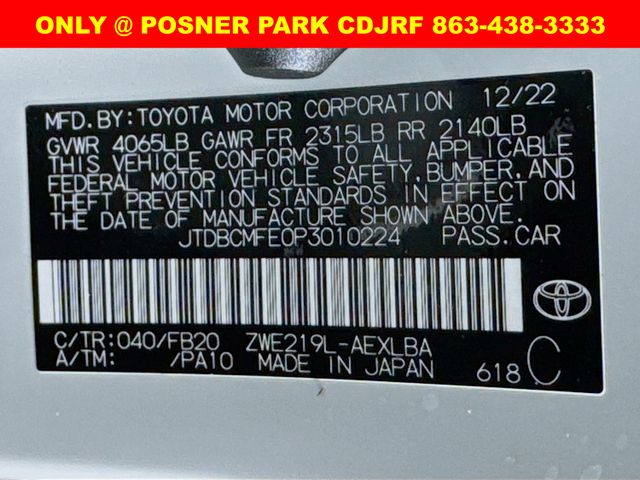 ONLY @ POSNER PARK CDJRF 863-438-3333
MFD.BY:TOYOTA MOTOR CORPORATION 12/22
GVWR 4065LB GAWR FR 2315LB RR 2140LB
THIS VEHICLE CONFORMS TO ALL APPLICABLE
FEDERAL MOTOR VEHICLE SAFETY,BUMPER,AND
THEFT PREVENTION STANDARDS IN EFFECT ON
THE DATE OF MANUFACTURE SHOWN ABOVE.
JTDBCMFE0P3010224 PASS.CAR
C/TR:040/FB20 ZWE219L-AEXLBA
A/TM: /PA10 MADE IN JAPAN 618 C